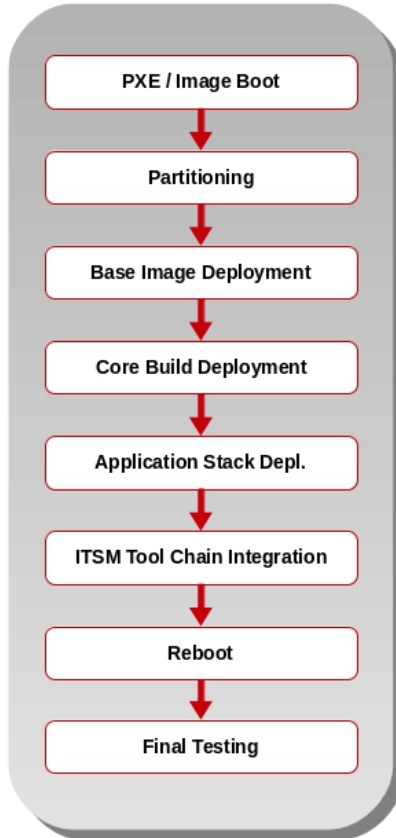 PXE / Image Boot
Partitioning
Base Image Deployment
Core Build Deployment
Application Stack Depl.
ITSM Tool Chain Integration
Reboot
Final Testing